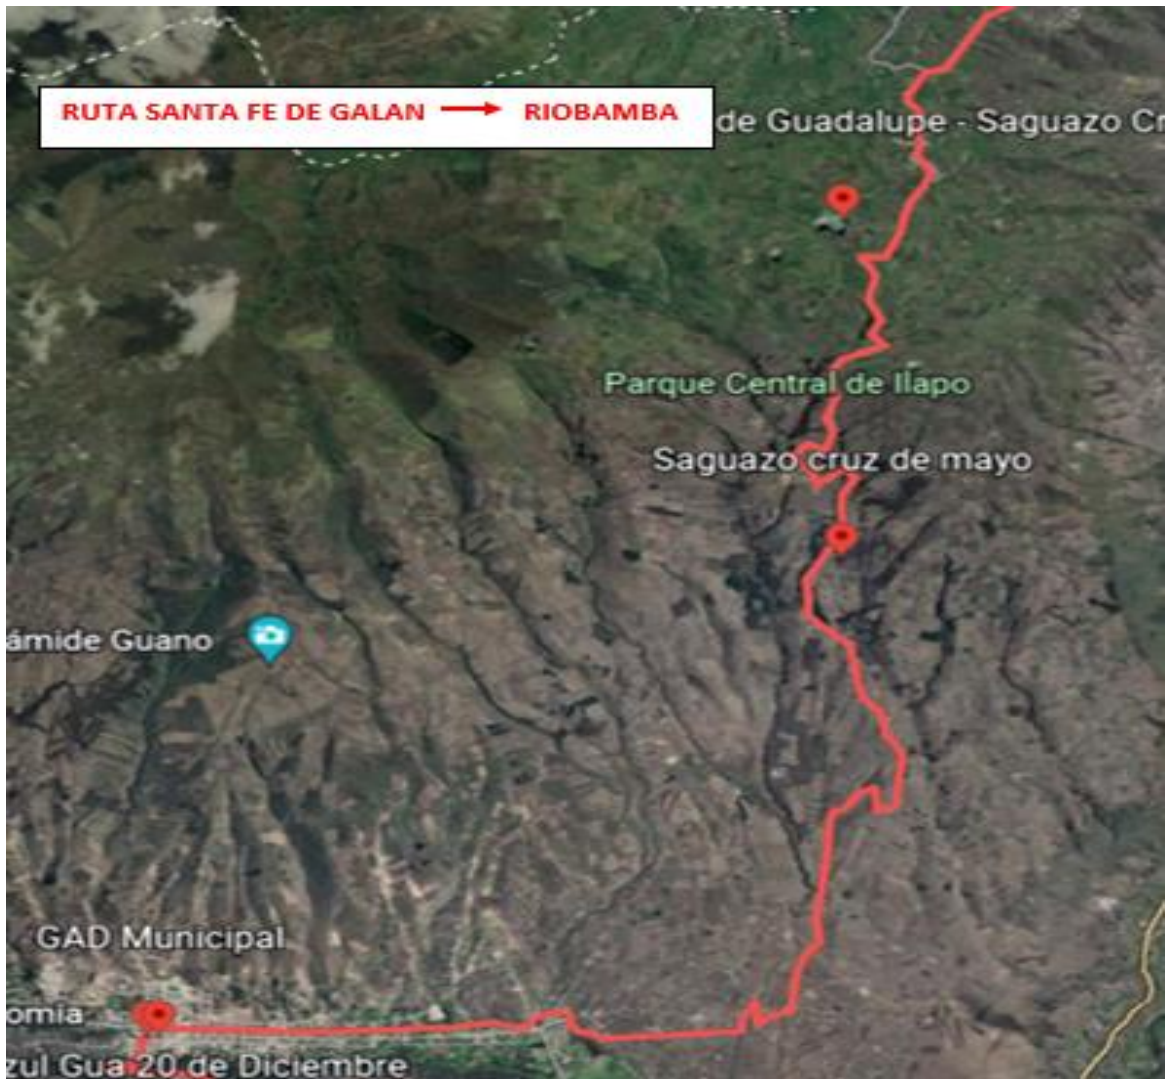 RUTA SANTA FE DE GALAN → RIOBAMBA
de Guadalupe - Saguazo Cr
Parque Central de Ilapo
Saguazo cruz de mayo
ámide Guano
GAD Municipal
omía
zul Gua 20 de Diciembre